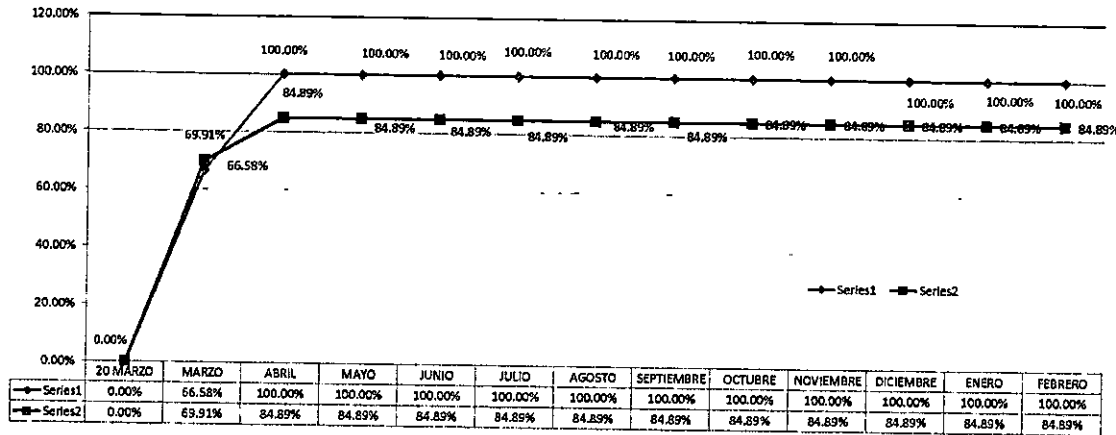 120.00%
100.00% 100.00% 100.00% 100.00% 100.00% 100.00% 100.00% 100.00%
100.00%
84.89% 100.00% 100.00% 100.00%
84.89% 84.89% 84.89% 84.89% 84.89% 84.89% 84.89% 84.89% 84.89% 84.89%
80.00%
69.91%
66.58%
60.00%
40.00%
Series1 Series2
20.00%
0.00%
0.00%
20 MARZO MARZO ABRIL MAYO JUNIO JULIO AGOSTO SEPTIEMBRE OCTUBRE NOVIEMBRE DICIEMBRE ENERO FEBRERO
Series1 0.00% 66.58% 100.00% 100.00% 100.00% 100.00% 100.00% 100.00% 100.00% 100.00% 100.00% 100.00% 100.00%
Series2 0.00% 69.91% 84.89% 84.89% 84.89% 84.89% 84.89% 84.89% 84.89% 84.89% 84.89% 84.89% 84.89%